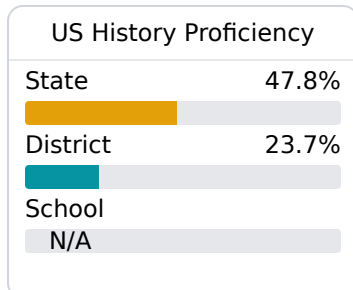 US History Proficiency
State 47.8%
District 23.7%
School
N/A